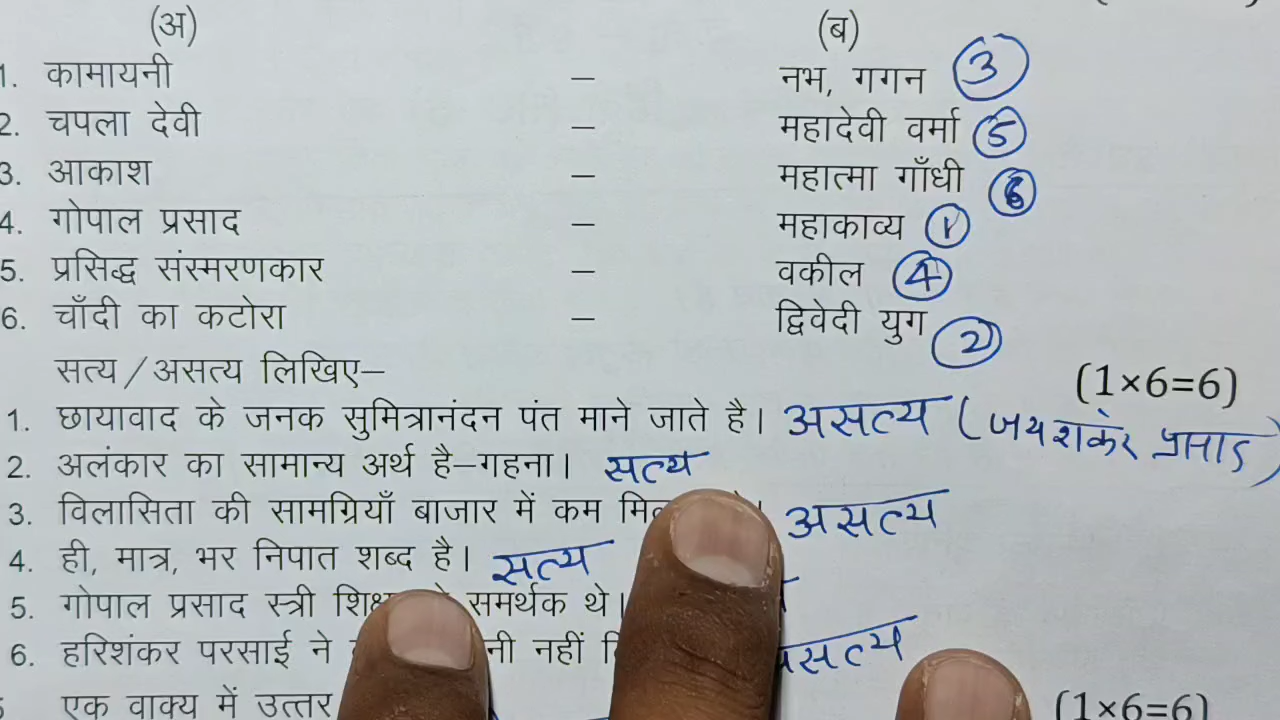 (अ) (ब)
1. कामायनी – नभ, गगन 3
2. चपला देवी – महादेवी वर्मा 5
3. आकाश – महात्मा गाँधी 6
4. गोपाल प्रसाद – महाकाव्य 1
5. प्रसिद्ध संस्मरणकार – वकील 4
6. चाँदी का कटोरा – द्विवेदी युग 2
सत्य/असत्य लिखिए– (1×6=6)
1. छायावाद के जनक सुमित्रानंदन पंत माने जाते है। असत्य (जयशंकर प्रसाद)
2. अलंकार का सामान्य अर्थ है–गहना। सत्य
3. विलासिता की सामग्रियाँ बाजार में कम असत्य
4. ही, मात्र, भर निपात शब्द है। सत्य
5. गोपाल प्रसाद स्त्री समर्थक थे।
6. हरिशंकर परसाई ने नहीं
एक वाक्य में उत्तर (1×6=6)